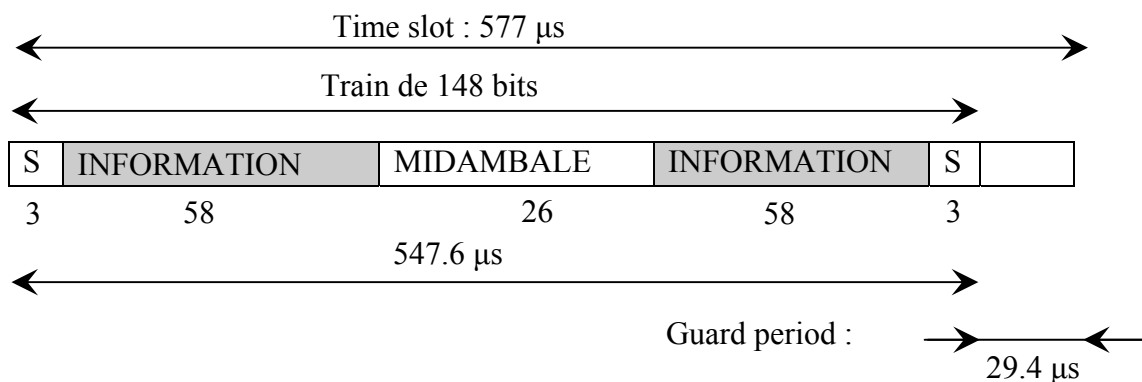 Time slot : 577 µs
Train de 148 bits
S INFORMATION MIDAMBALE INFORMATION S
3 58 26 58 3
547.6 µs
Guard period :
29.4 µs